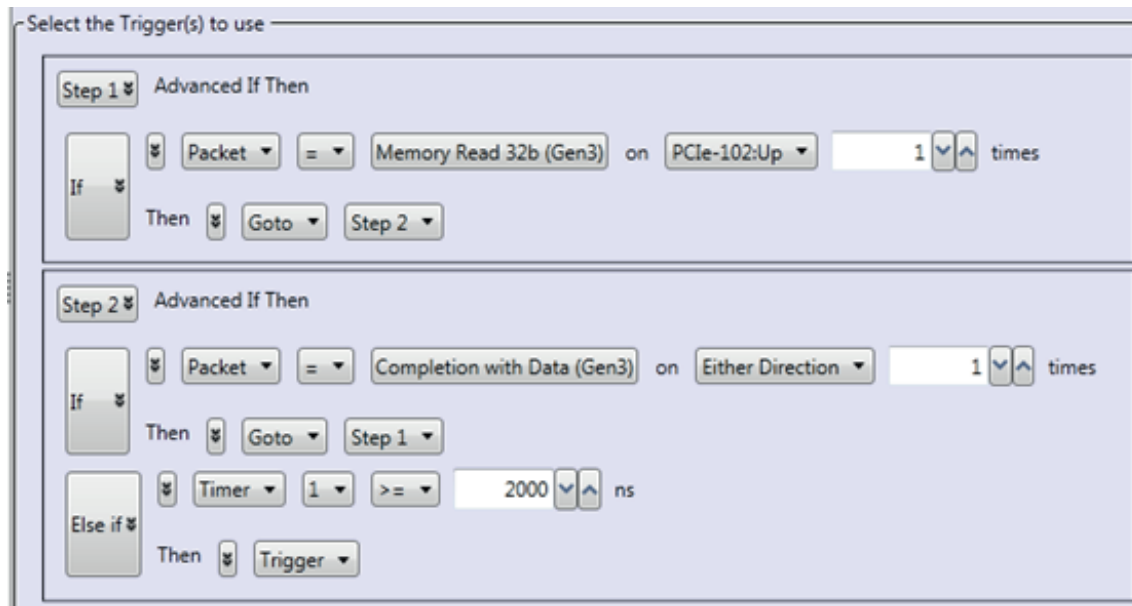 Select the Trigger(s) to use
Step 1 Advanced If Then
If Packet = Memory Read 32b (Gen3) on PCIe-102:Up 1 times
Then Goto Step 2
Step 2 Advanced If Then
If Packet = Completion with Data (Gen3) on Either Direction 1 times
Then Goto Step 1
Else if Timer 1 >= 2000 ns
Then Trigger